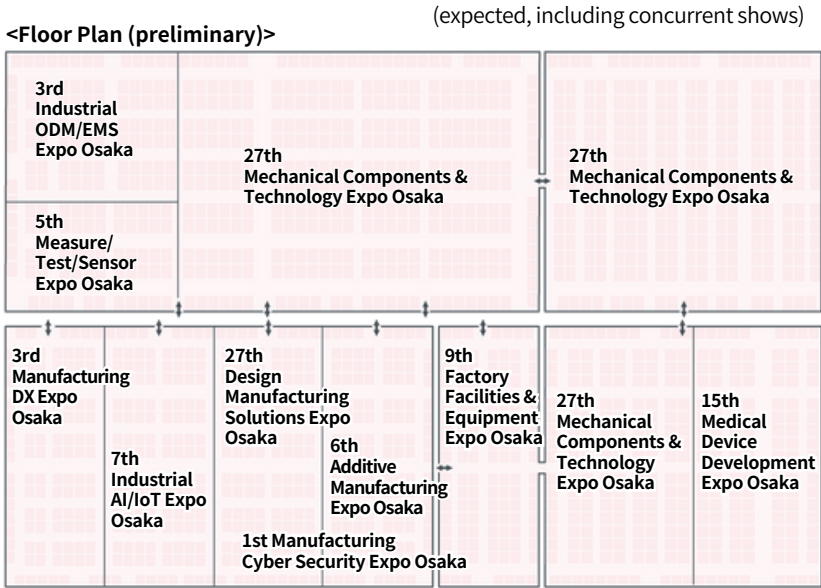 (expected, including concurrent shows)
<Floor Plan (preliminary)>
3rd
Industrial
ODM/EMS
Expo Osaka
5th
Measure/
Test/Sensor
Expo Osaka
27th
Mechanical Components &
Technology Expo Osaka
27th
Mechanical Components &
Technology Expo Osaka
3rd
Manufacturing
DX Expo
Osaka
7th
Industrial
AI/IoT Expo
Osaka
27th
Design
Manufacturing
Solutions Expo
Osaka
6th
Additive
Manufacturing
Expo Osaka
1st Manufacturing
Cyber Security Expo Osaka
9th
Factory
Facilities &
Equipment
Expo Osaka
27th
Mechanical
Components &
Technology
Expo Osaka
15th
Medical
Device
Development
Expo Osaka